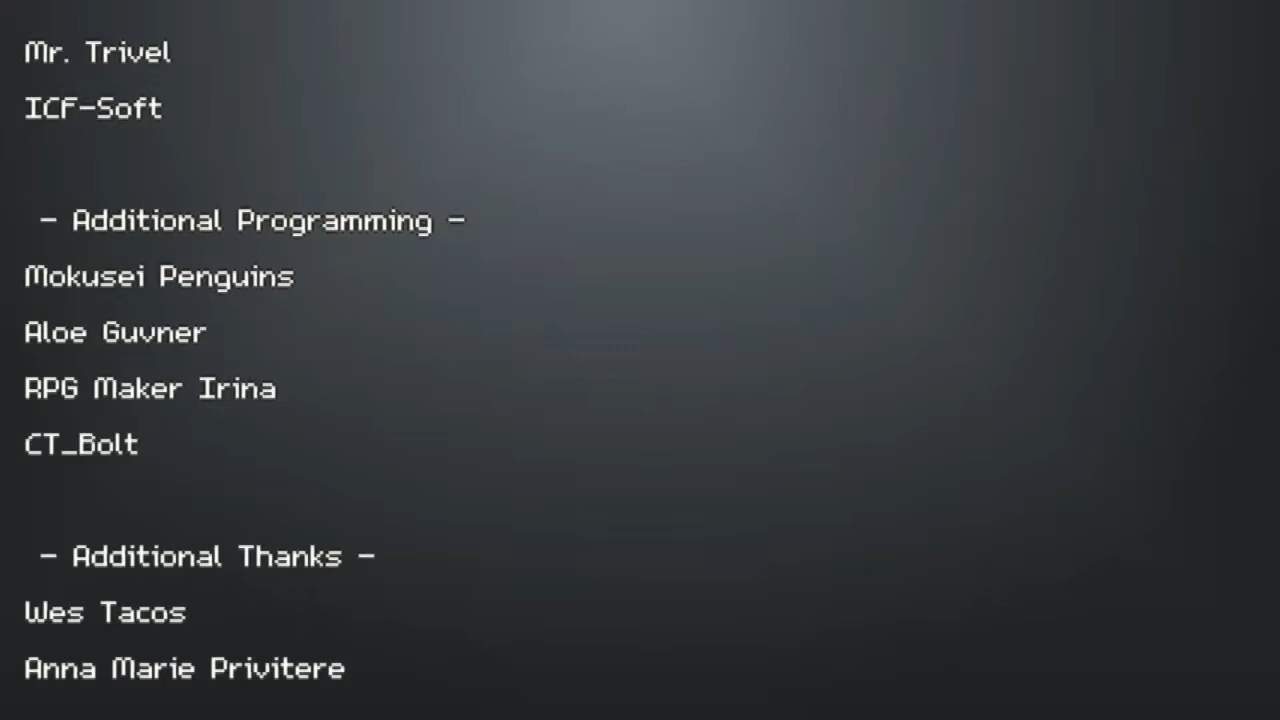 Mr. Trivel
ICF-Soft
- Additional Programming -
Mokusei Penguins
Aloe Guvner
RPG Maker Irina
CT_Bolt
- Additional Thanks -
Wes Tacos
Anna Marie Privitere